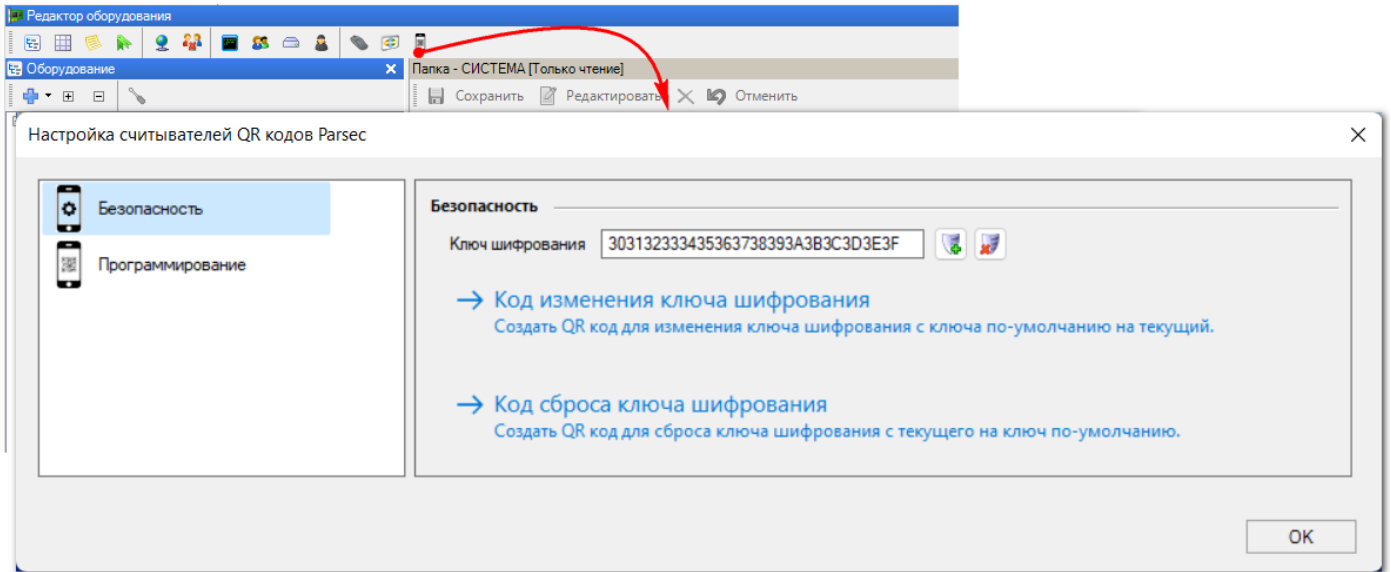 Редактор оборудования
Оборудование
Папка - СИСТЕМА [Только чтение]
Сохранить Редактировать Отменить
Настройка считывателей QR кодов Parsec
Безопасность
Программирование
Безопасность
Ключ шифрования 303132333435363738393A3B3C3D3E3F
Код изменения ключа шифрования
Создать QR код для изменения ключа шифрования с ключа по-умолчанию на текущий.
Код сброса ключа шифрования
Создать QR код для сброса ключа шифрования с текущего на ключ по-умолчанию.
OK